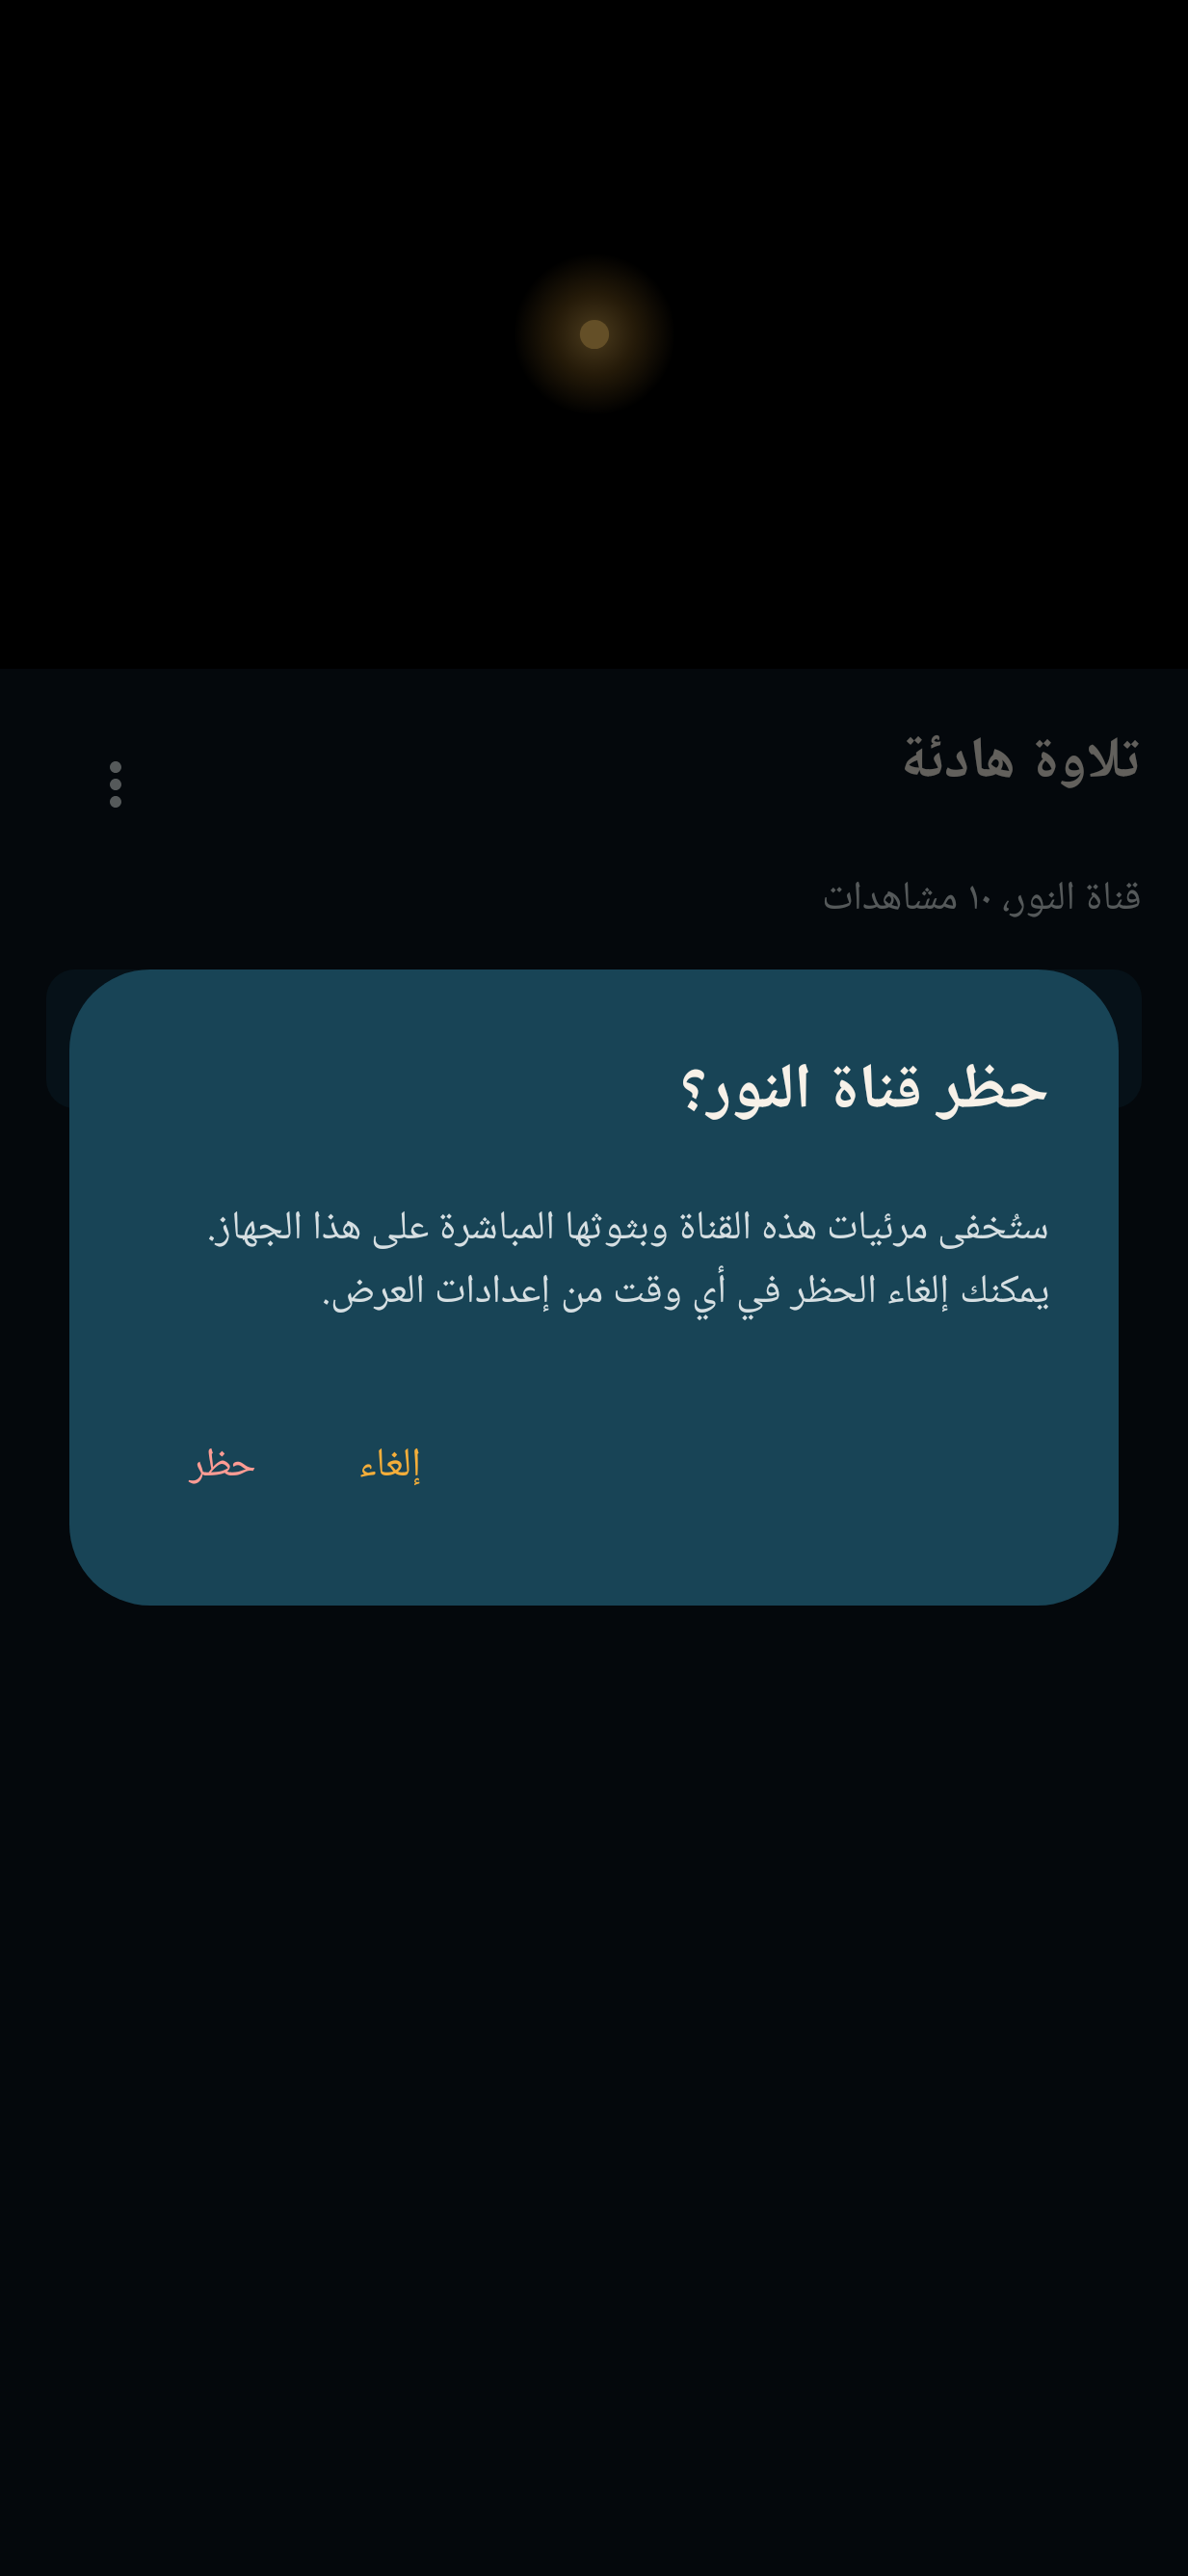 تلاوة هادئة
قناة النور، ١٠ مشاهدات
حظر قناة النور؟
ستُخفى مرئيات هذه القناة وبثوثها المباشرة على هذا الجهاز.
يمكنك إلغاء الحظر في أي وقت من إعدادات العرض.
إلغاء
حظر